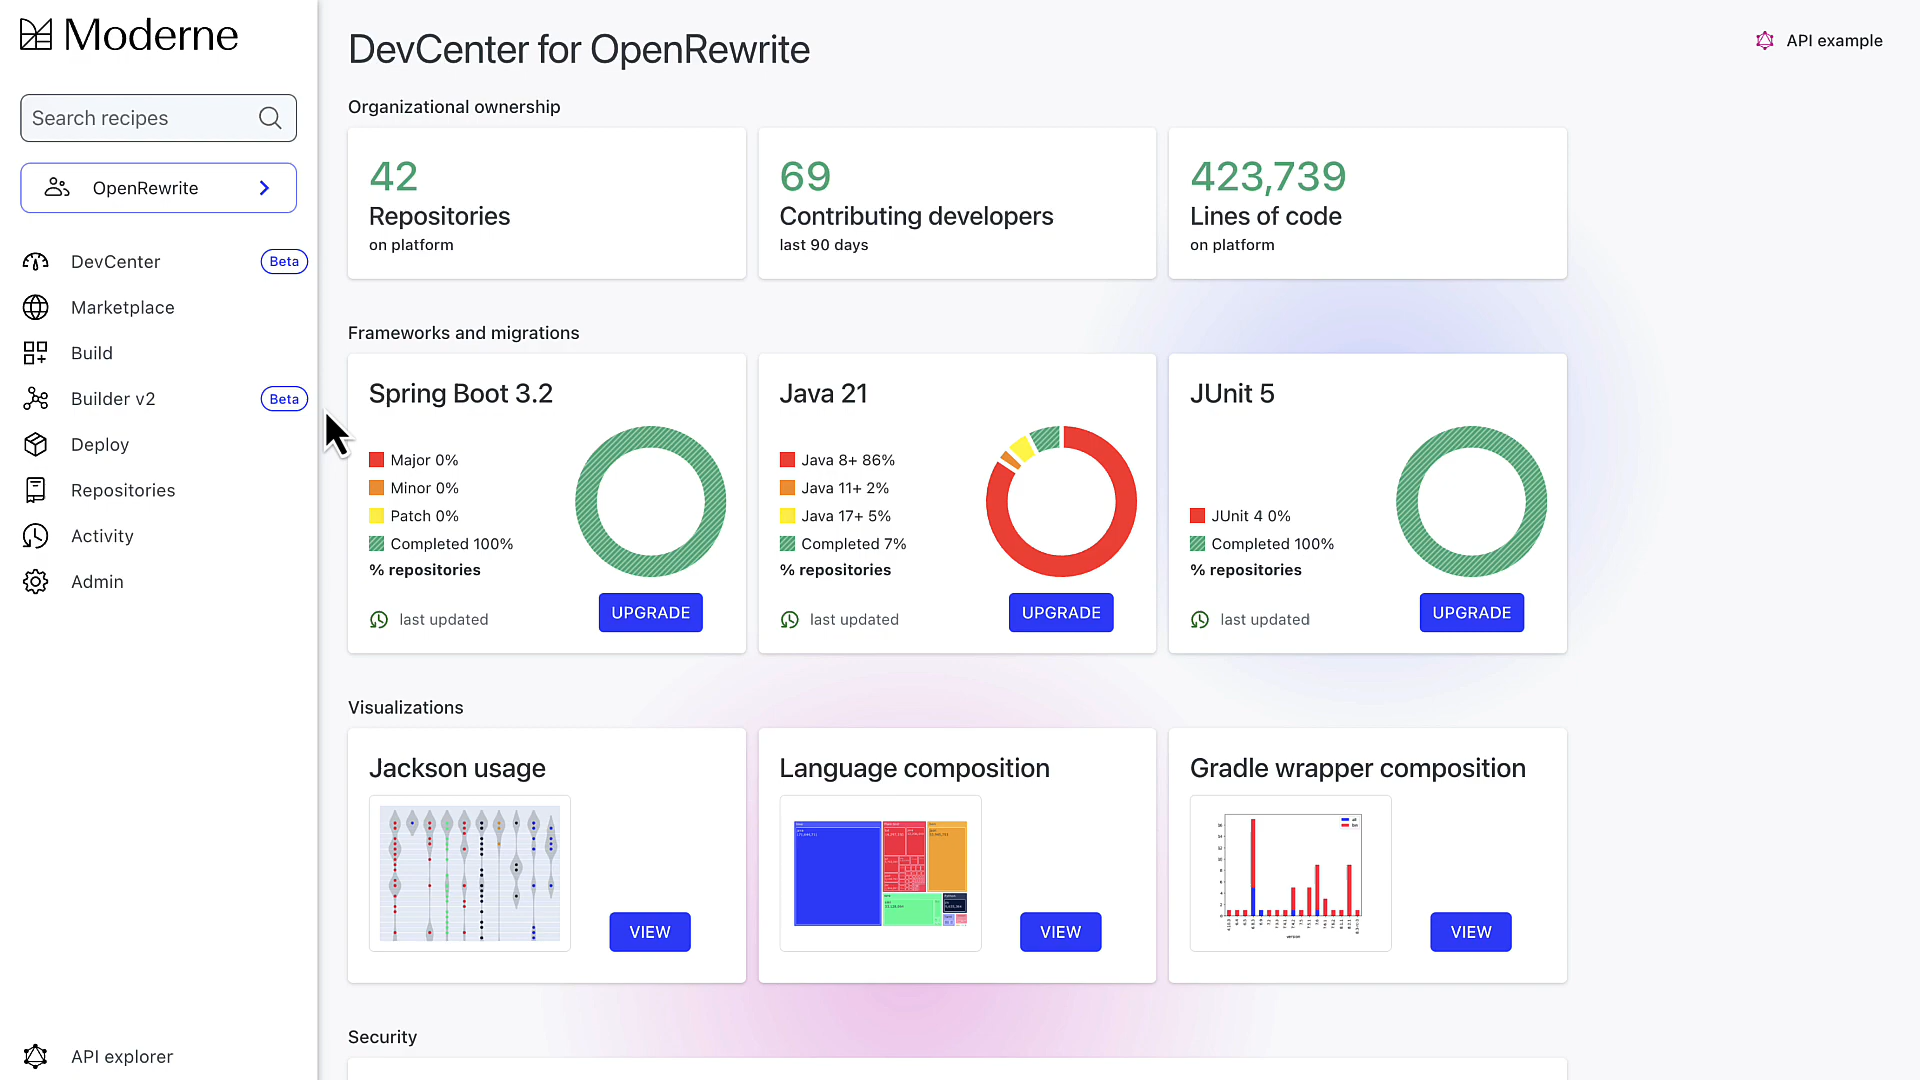 Moderne
Search recipes
OpenRewrite
DevCenter
Beta
Marketplace
Build
Builder v2
Beta
Deploy
Repositories
Activity
Admin
API explorer
DevCenter for OpenRewrite
API example
Organizational ownership
42
Repositories
on platform
69
Contributing developers
last 90 days
423,739
Lines of code
on platform
Frameworks and migrations
Spring Boot 3.2
Major 0%
Minor 0%
Patch 0%
Completed 100%
% repositories
last updated
UPGRADE
Java 21
Java 8+ 86%
Java 11+ 2%
Java 17+ 5%
Completed 7%
% repositories
last updated
UPGRADE
JUnit 5
JUnit 4 0%
Completed 100%
% repositories
last updated
UPGRADE
Visualizations
Jackson usage
VIEW
Language composition
VIEW
Gradle wrapper composition
VIEW
Security